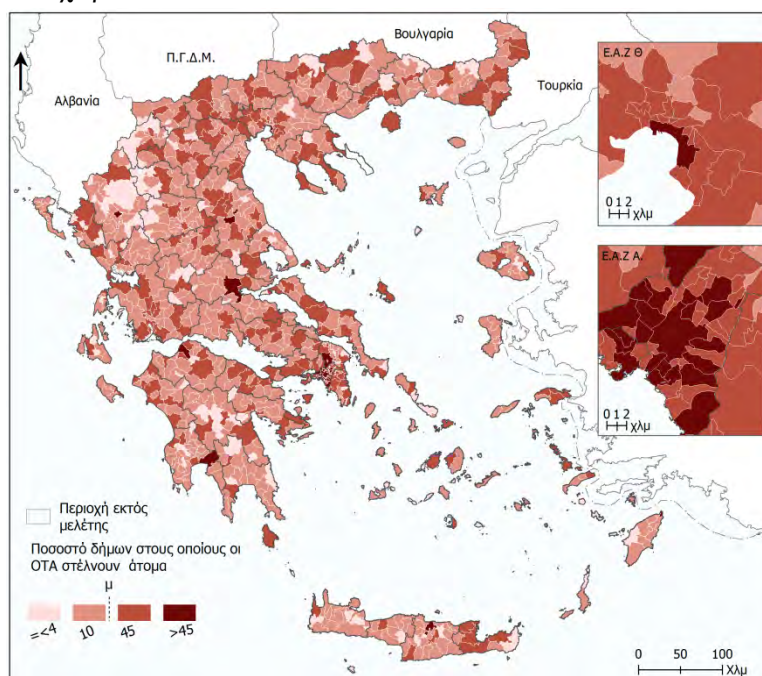 Βουλγαρία
Π.Γ.Δ.Μ.
Αλβανία
Τουρκία
Ε.Α.Ζ Θ
0 1 2
χλμ
Ε.Α.Ζ Α.
0 1 2
χλμ
Περιοχή εκτός
μελέτης
Ποσοστό δήμων στους οποίους οι
ΟΤΑ στέλνουν άτομα
μ
=<4 10 45 >45
0 50 100
Χλμ